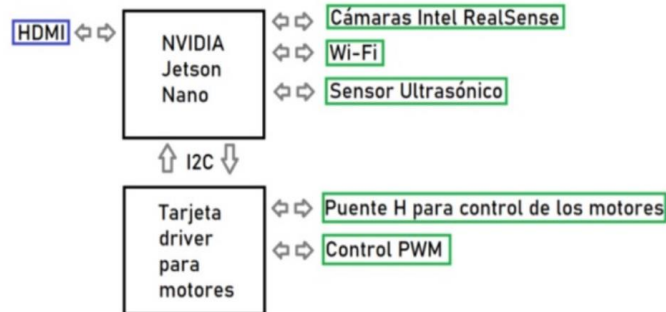 HDMI
NVIDIA
Jetson
Nano
Cámaras Intel RealSense
Wi-Fi
Sensor Ultrasónico
I2C
Tarjeta
driver
para
motores
Puente H para control de los motores
Control PWM